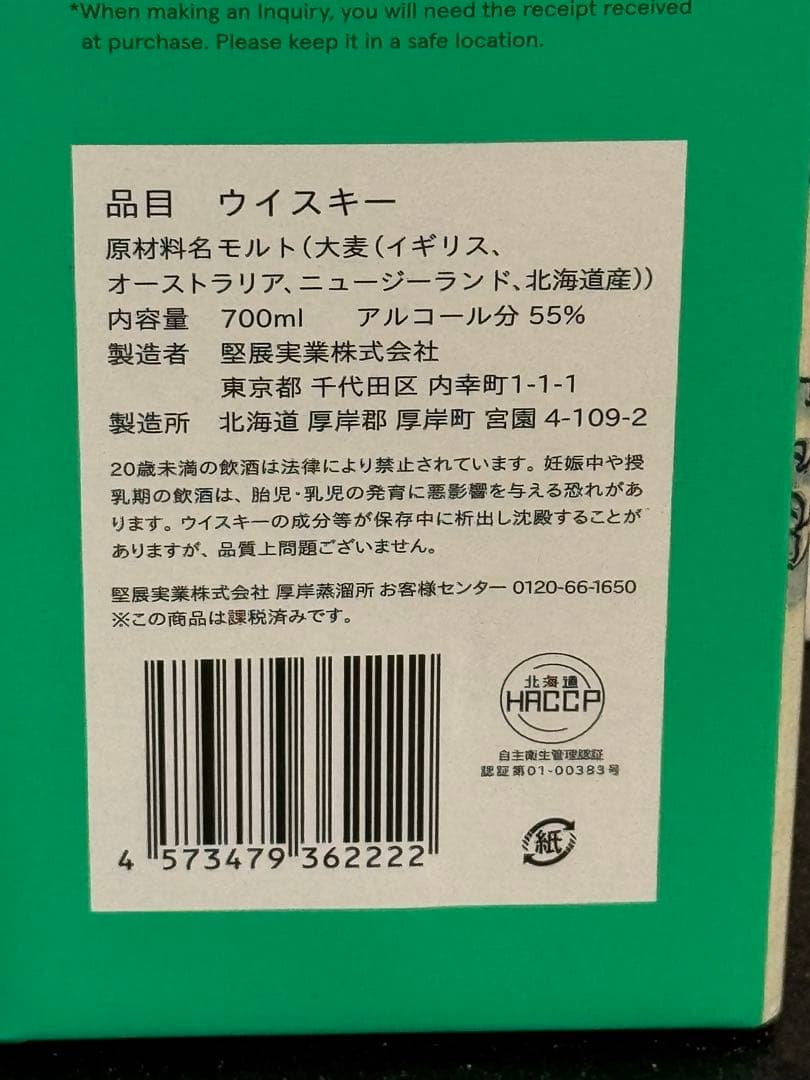 *When making an Inquiry, you will need the receipt received
at purchase. Please keep it in a safe location.
品目 ウイスキー
原材料名モルト(大麦(イギリス、
オーストラリア、ニュージーランド、北海道産))
内容量 700ml アルコール分 55%
製造者 堅展実業株式会社
東京都 千代田区 内幸町1-1-1
製造所 北海道 厚岸郡 厚岸町 宮園 4-109-2
20歳未満の飲酒は法律により禁止されています。妊娠中や授
乳期の飲酒は、胎児・乳児の発育に悪影響を与える恐れがあ
ります。ウイスキーの成分等が保存中に析出し沈殿することが
ありますが、品質上問題ございません。
堅展実業株式会社 厚岸蒸溜所 お客様センター 0120-66-1650
※この商品は課税済みです。
北海道
HACCP
自主衛生管理認証
認証第01-00383号
紙
4 573479 362222